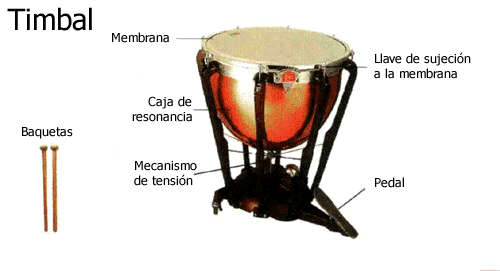 Timbal
Membrana
Llave de sujeción
a la membrana
Caja de
resonancia
Baquetas
Mecanismo
de tensión
Pedal